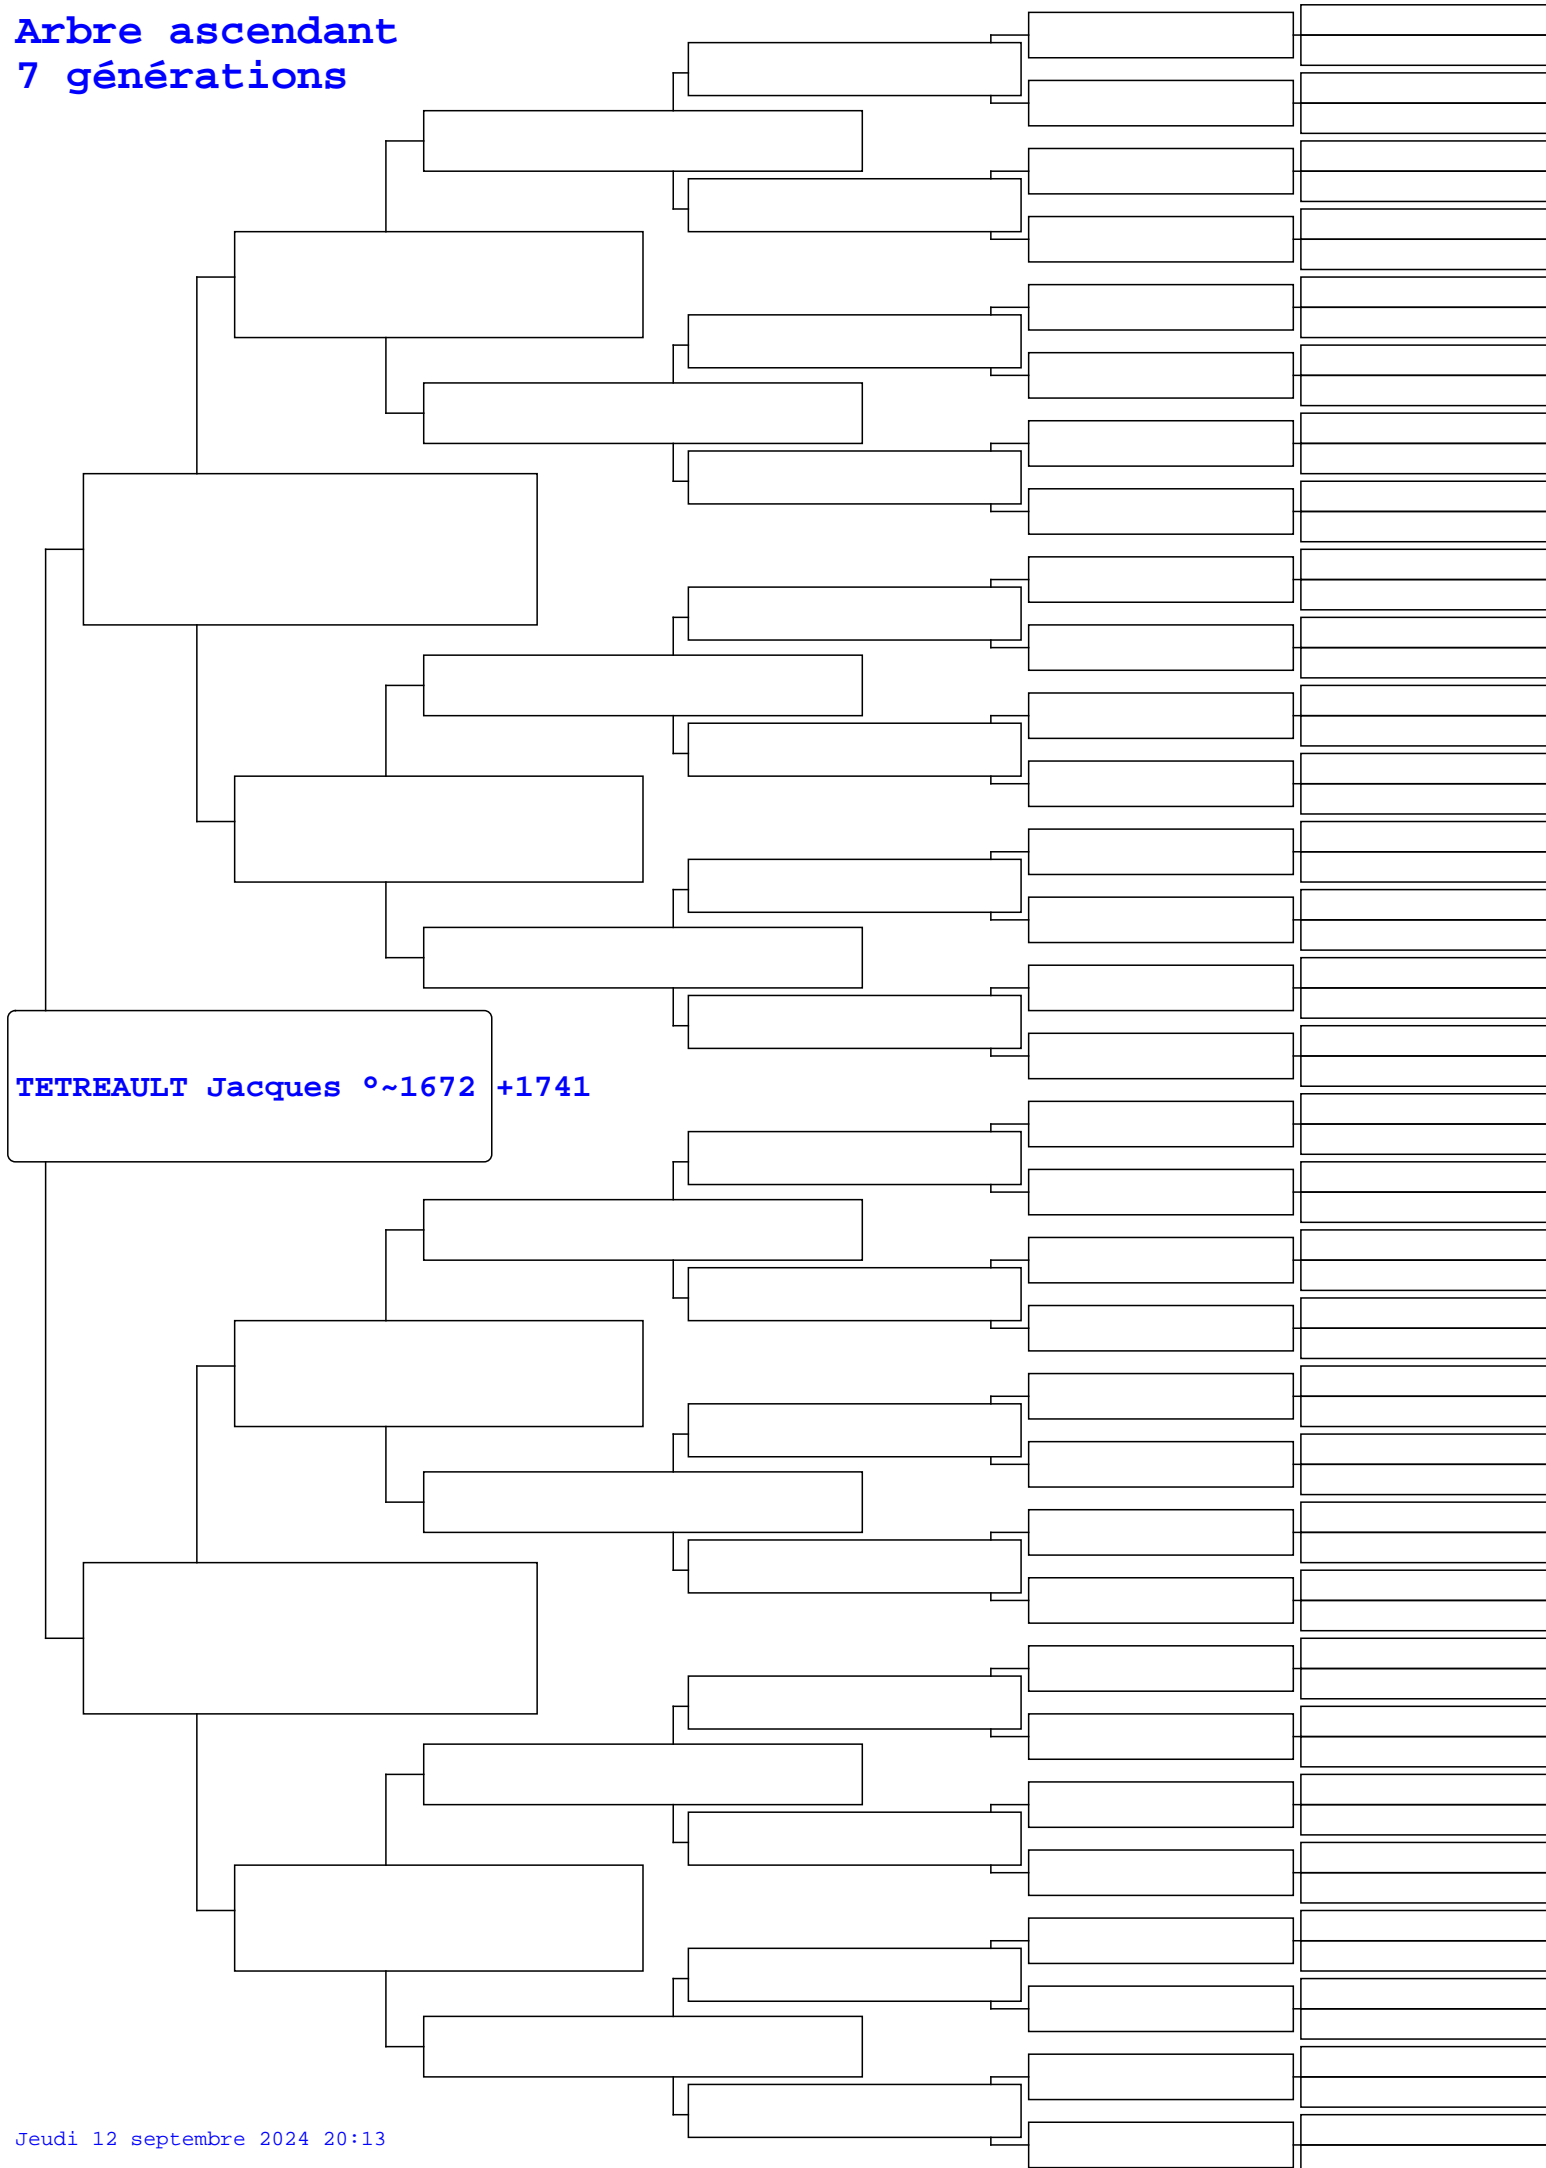 Arbre ascendant
7 générations
TETREAULT Jacques °~1672 +1741
Jeudi 12 septembre 2024 20:13